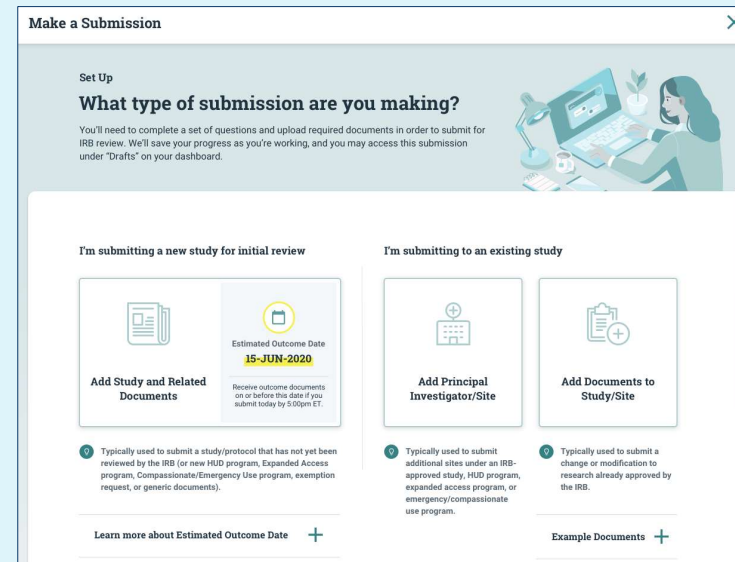 Make a Submission
Set Up
What type of submission are you making?
You'll need to complete a set of questions and upload required documents in order to submit for
IRB review. We'll save your progress as you're working, and you may access this submission
under "Drafts" on your dashboard.
I'm submitting a new study for initial review
Add Study and Related
Documents
Estimated Outcome Date
15-JUN-2020
Receive outcome documents
on or before this date if you
submit today by 5:00pm ET.
Typically used to submit a study/protocol that has not yet been
reviewed by the IRB (or new HUD program, Expanded Access
program, Compassionate/Emergency Use program, exemption
request, or generic documents).
Learn more about Estimated Outcome Date
I'm submitting to an existing study
Add Principal
Investigator/Site
Typically used to submit
additional sites under an IRB-
approved study, HUD program,
expanded access program, or
emergency/compassionate
use program.
Add Documents to
Study/Site
Typically used to submit a
change or modification to
research already approved by
the IRB.
Example Documents